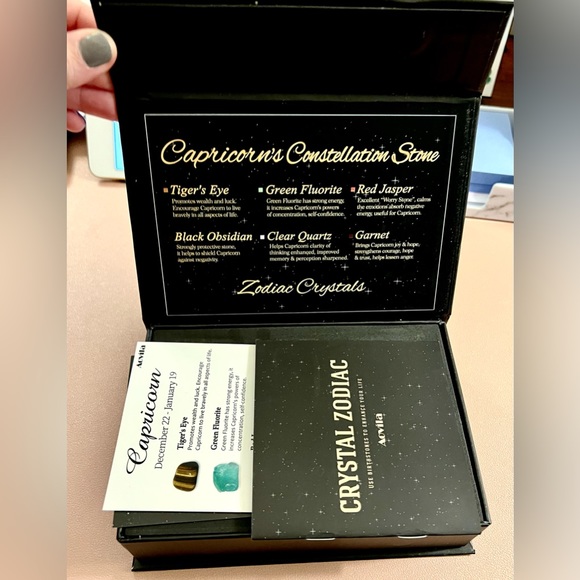 Capricorn's Constellation Stone
Tiger's Eye
Promotes wealth and luck.
Encourage Capricorn to live
bravely in all aspects of life.
Green Fluorite
Green Fluorite has strong energy,
it increases Capricorn's powers
of concentration, self-confidence.
Red Jasper
Excellent "Worry Stone", calms
the emotions absorb negative
energy, useful for Capricorn.
Black Obsidian
Strongly protective stone,
it helps to shield Capricorn
against negativity.
Clear Quartz
Helps Capricorn clarity of
thinking enhanced, improved
memory & perception sharpened.
Garnet
Brings Capricorn joy & hope,
strengthens courage, hope
& trust, helps lessen anger.
Zodiac Crystals
Aovila
Capricorn
December 22 - January 19
Tiger's Eye
Promotes wealth and luck. Encourage
Capricorn to live bravely in all aspects of life.
Green Fluorite
Green Fluorite has strong energy, it
increases Capricorn's powers of
concentration, self-confidence.
CRYSTAL ZODIAC
USE BIRTHSTONES TO ENHANCE YOUR LIFE
Aovila